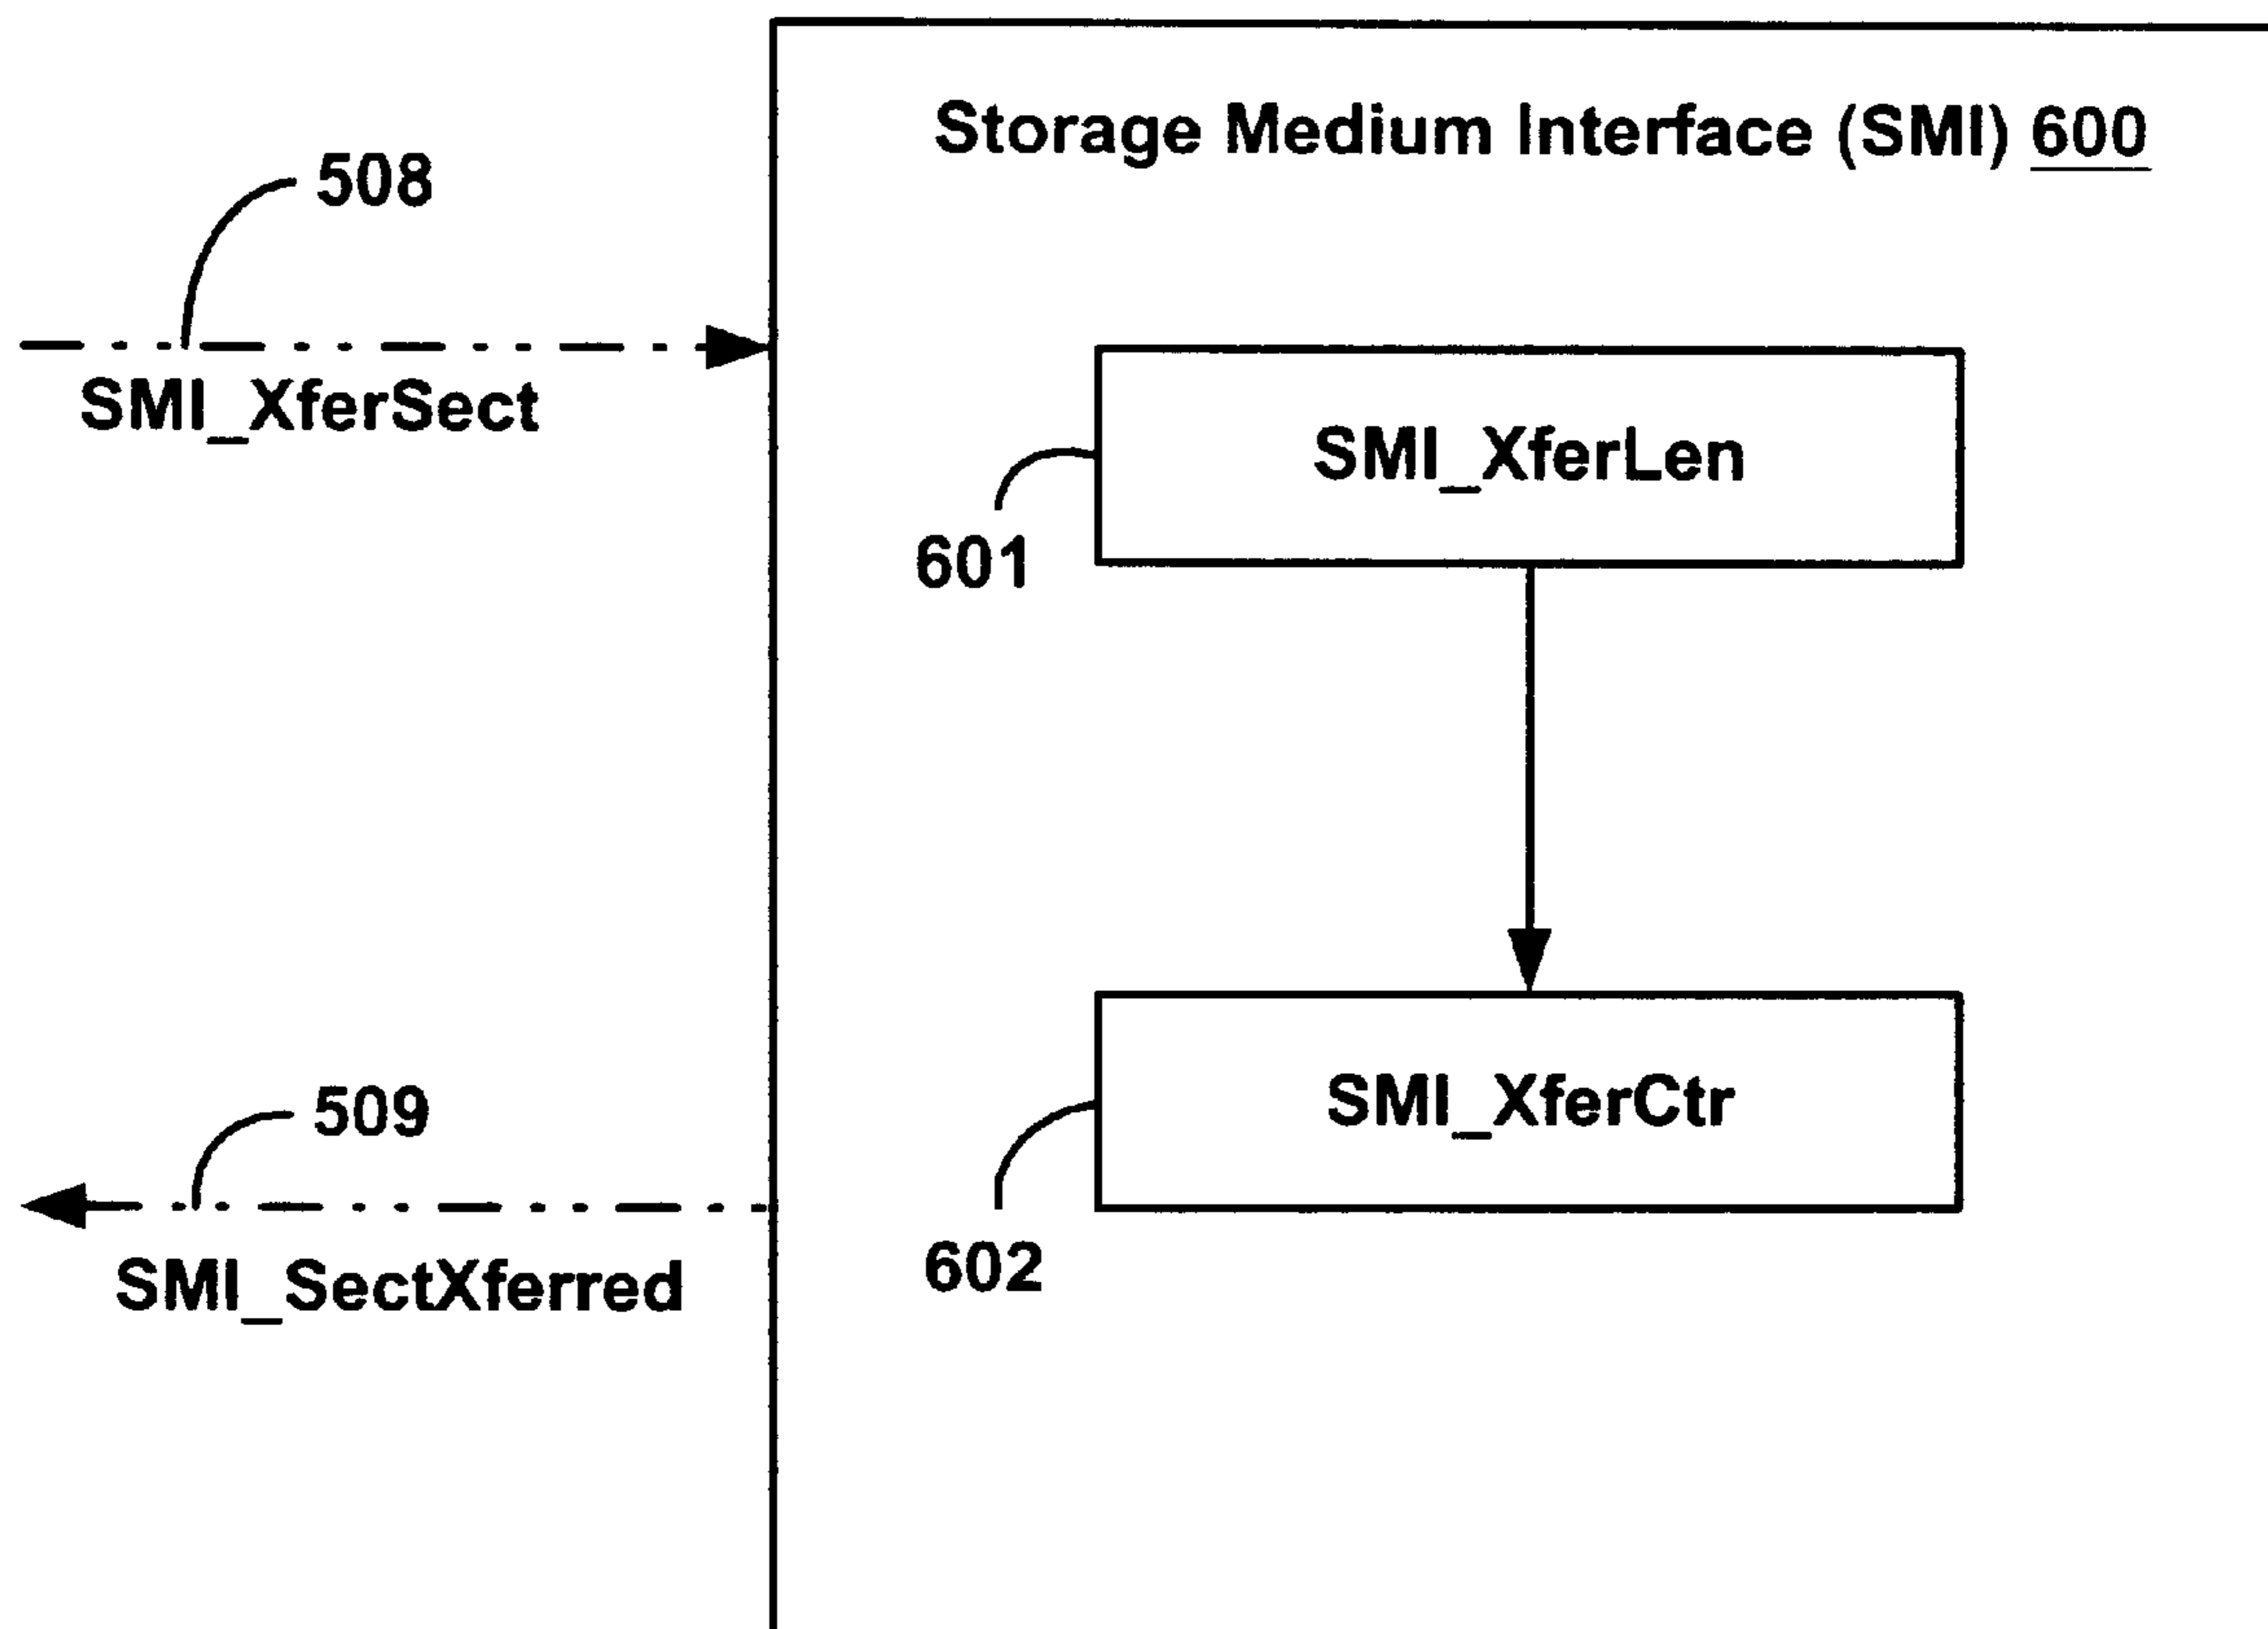 Storage Medium Interface (SMI) 600
508
SMI_XferSect
SMI_XferLen
601
509
SMI_XferCtr
SMI_SectXferred
602